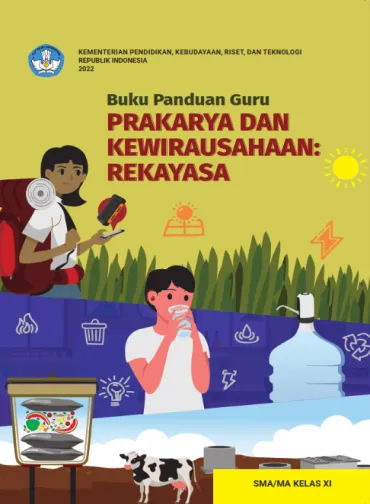 KEMENTERIAN PENDIDIKAN, KEBUDAYAAN, RISET, DAN TEKNOLOGI
REPUBLIK INDONESIA
2022
Buku Panduan Guru
PRAKARYA DAN
KEWIRAUSAHAAN:
REKAYASA
SMA/MA KELAS XI